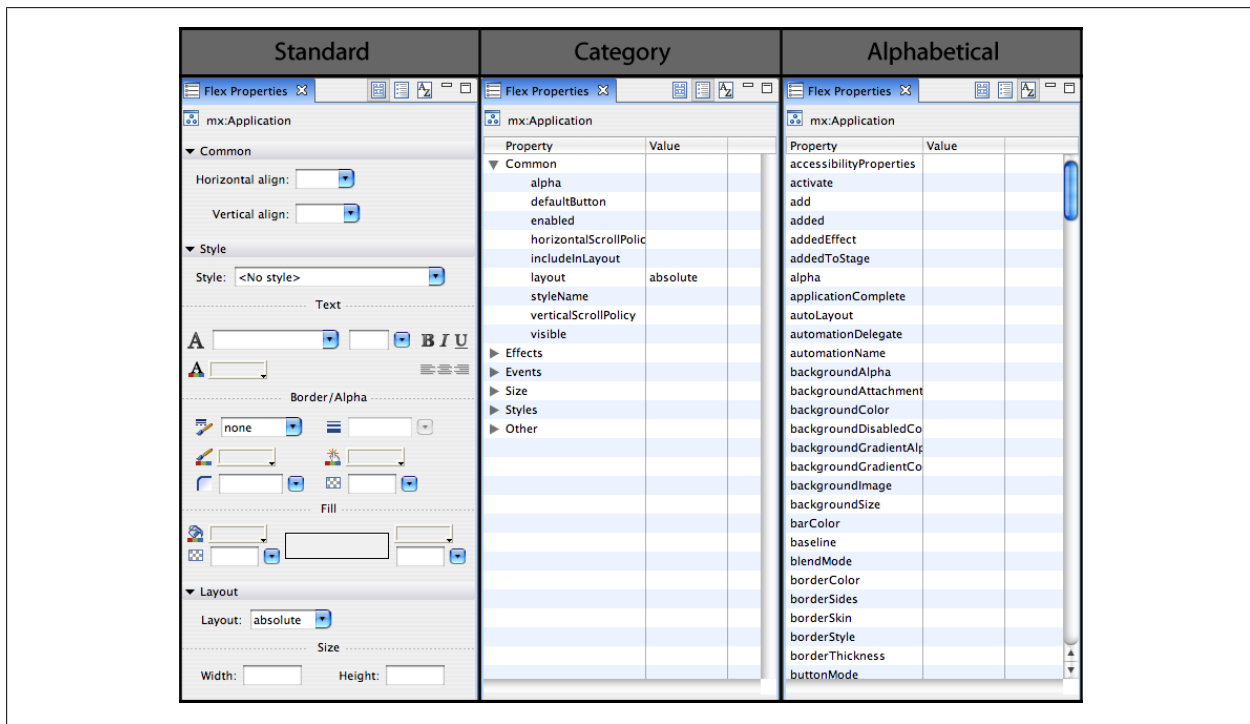 Standard
Flex Properties
mx:Application
Common
Horizontal align:
Vertical align:
Style
Style: <No style>
Text
A B I U
A
Border/Alpha
none
Fill
Layout
Layout: absolute
Size
Width: Height:
Category
Flex Properties
mx:Application
Property Value
Common
alpha
defaultButton
enabled
horizontalScrollPolic
includeInLayout
layout absolute
styleName
verticalScrollPolicy
visible
Effects
Events
Size
Styles
Other
Alphabetical
Flex Properties
mx:Application
Property Value
accessibilityProperties
activate
add
added
addedEffect
addedToStage
alpha
applicationComplete
autoLayout
automationDelegate
automationName
backgroundAlpha
backgroundAttachment
backgroundColor
backgroundDisabledCo
backgroundGradientAlp
backgroundGradientCo
backgroundImage
backgroundSize
barColor
baseline
blendMode
borderColor
borderSides
borderSkin
borderStyle
borderThickness
buttonMode